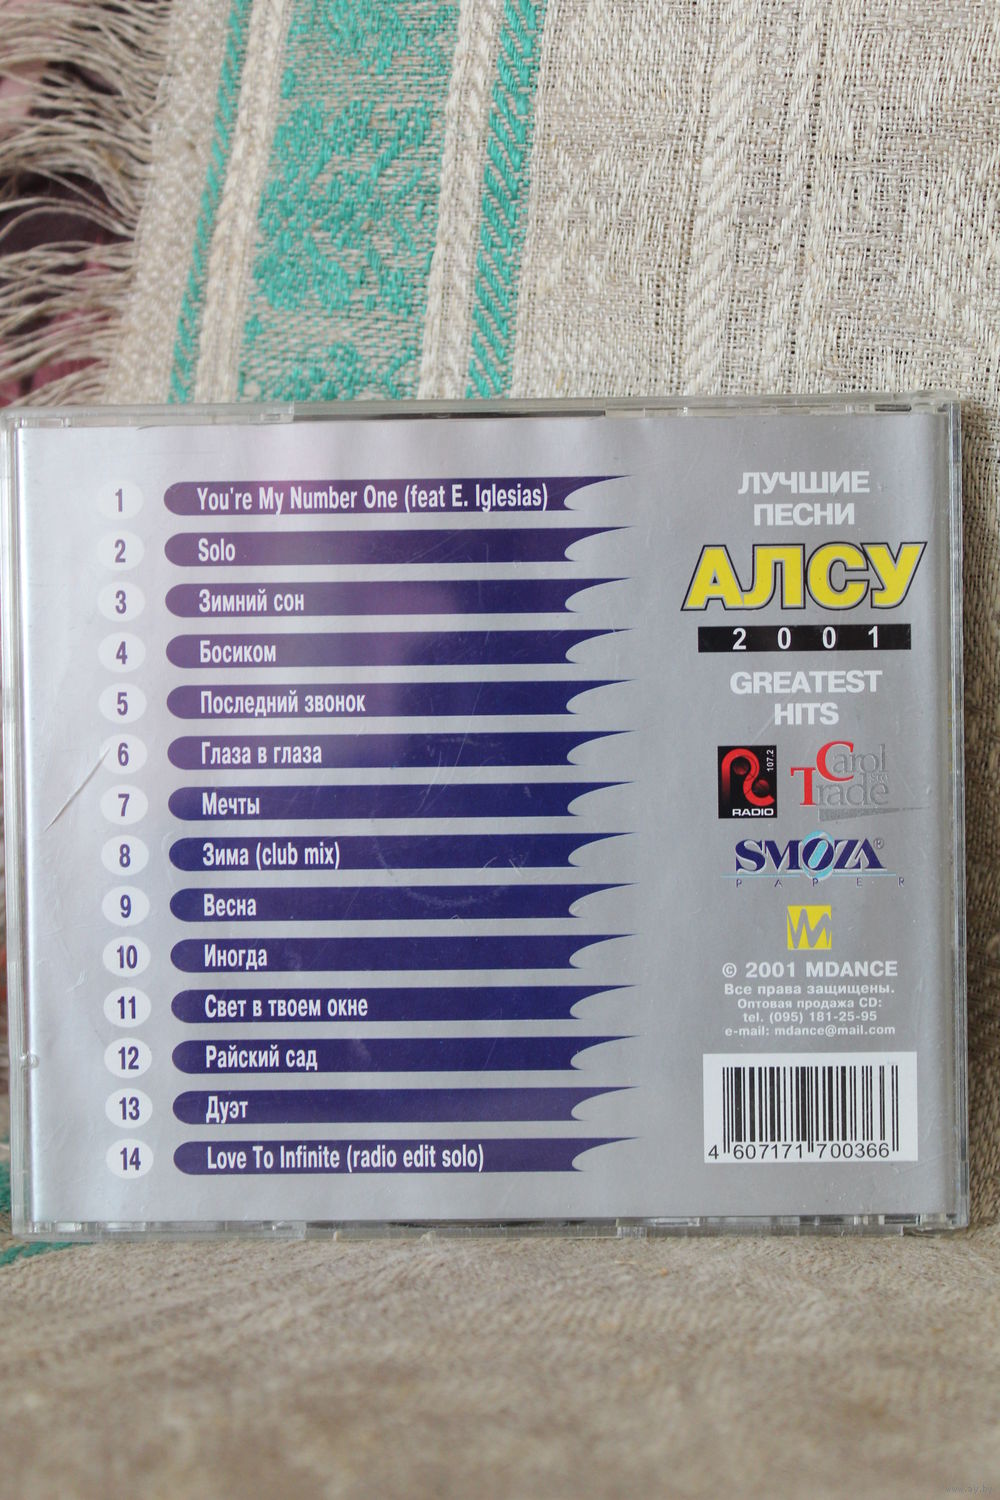 1 You're My Number One (feat E. Iglesias)
2 Solo
3 Зимний сон
4 Босиком
5 Последний звонок
6 Глаза в глаза
7 Мечты
8 Зима (club mix)
9 Весна
10 Иногда
11 Свет в твоем окне
12 Райский сад
13 Дуэт
14 Love To Infinite (radio edit solo)
ЛУЧШИЕ
ПЕСНИ
АЛСУ
2001
GREATEST
HITS
107.2
RADIO
Carol
Trade
SMOZA®
PAPER
© 2001 MDANCE
Все права защищены.
Оптовая продажа CD:
tel. (095) 181-25-95
e-mail: mdance@mail.com
4 607171 700366
www.ay.by